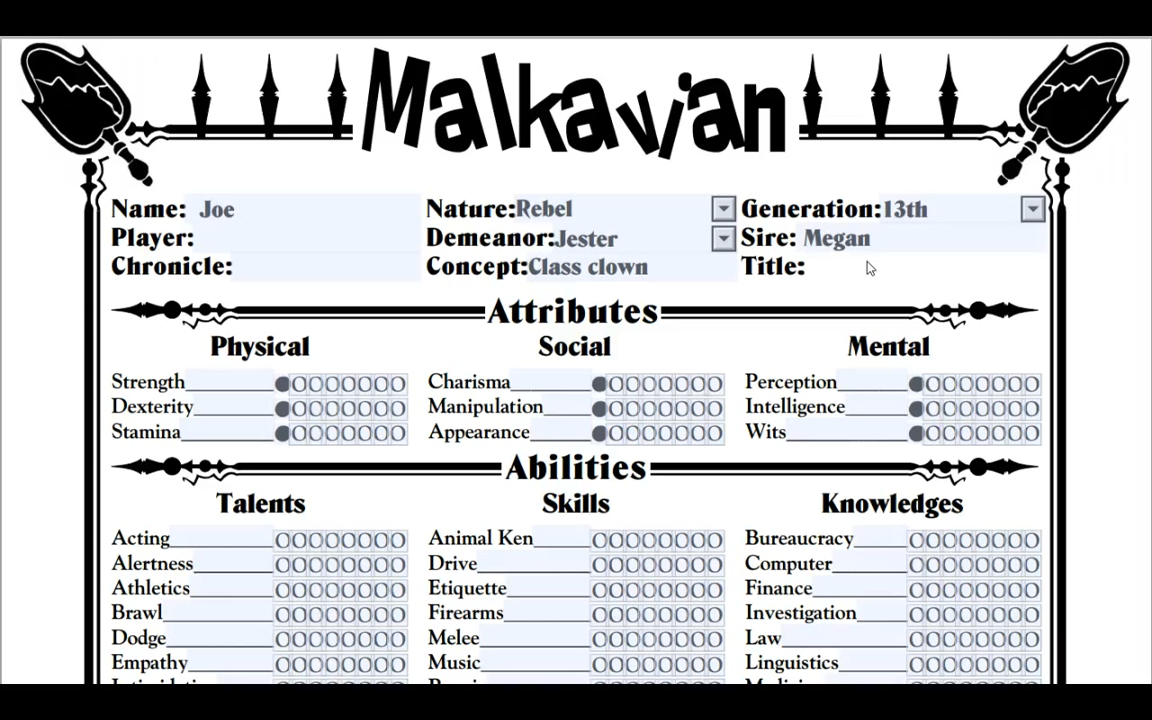 Malkavian
Name: Joe Nature:Rebel Generation:13th
Player: Demeanor:Jester Sire: Megan
Chronicle: Concept:Class clown Title:
Attributes
Physical Social Mental
Strength Charisma Perception
Dexterity Manipulation Intelligence
Stamina Appearance Wits
Abilities
Talents Skills Knowledges
Acting Animal Ken Bureaucracy
Alertness Drive Computer
Athletics Etiquette Finance
Brawl Firearms Investigation
Dodge Melee Law
Empathy Music Linguistics